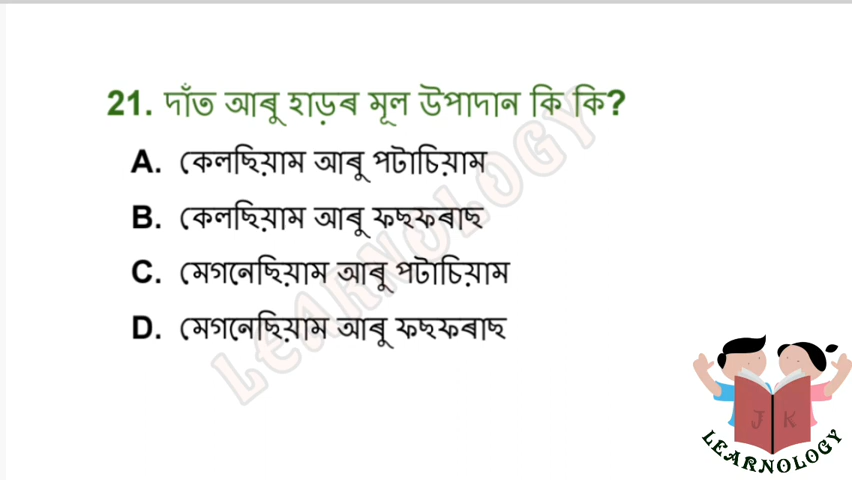 21. দাঁত আৰু হাড়ৰ মূল উপাদান কি কি?
A. কেলছিয়াম আৰু পটাচিয়াম
B. কেলছিয়াম আৰু ফছফৰাছ
C. মেগনেছিয়াম আৰু পটাচিয়াম
D. মেগনেছিয়াম আৰু ফছফৰাছ
LEARNOLOGY
J K
LEARNOLOGY